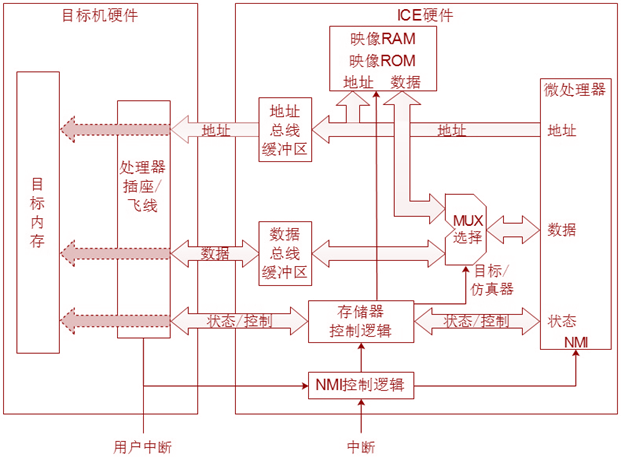 目标机硬件
ICE硬件
映像RAM
映像ROM
地址 数据
微处理器
地址
地址
总线
缓冲区
地址
地址
处理器
插座/
飞线
目
标
内
存
MUX
选择
数据
数据
数据
总线
缓冲区
目标/
仿真器
状态/控制
存储器
控制逻辑
状态/控制
状态
NMI
NMI控制逻辑
用户中断
中断